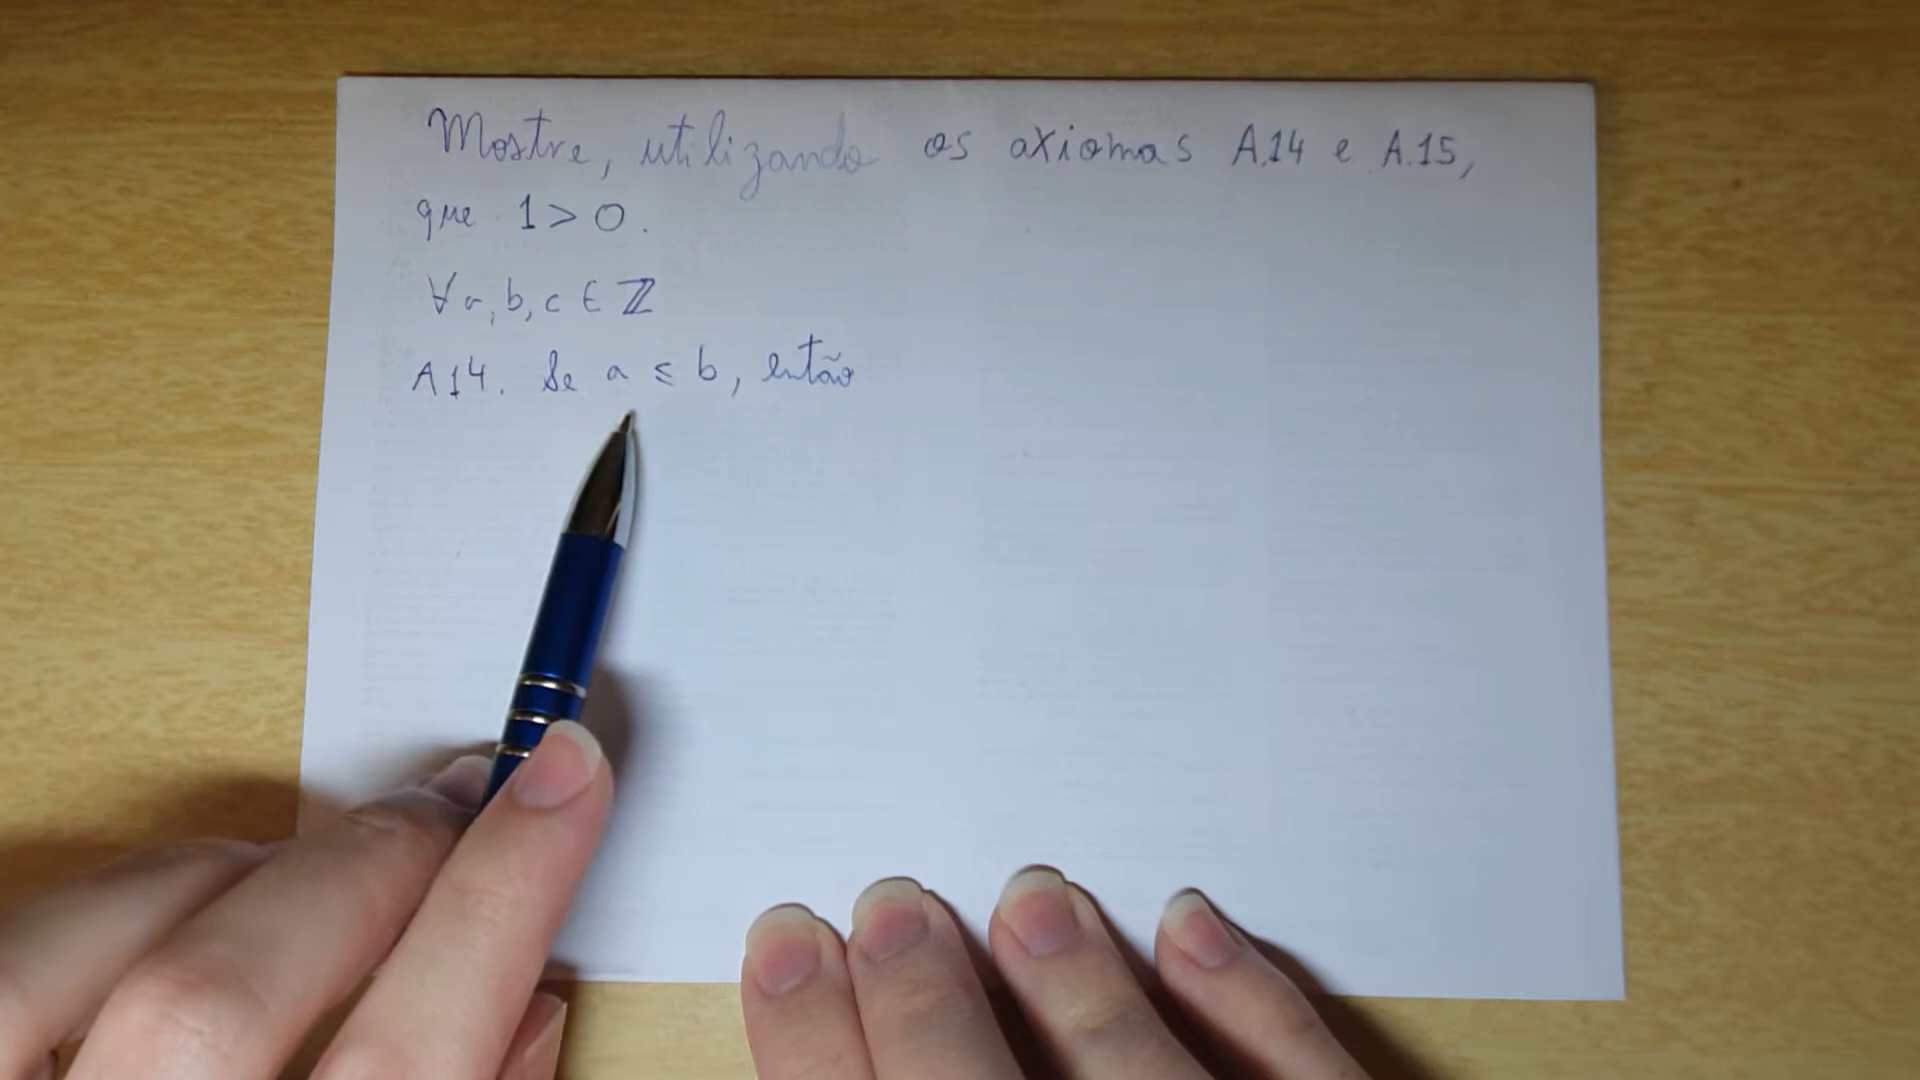 Mostre, utilizando os axiomas A.14 e A.15,
que 1 > 0.
∀ a, b, c ∈ ℤ
A14. Se a ≤ b, então